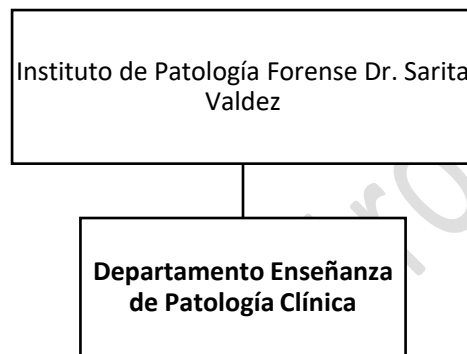 Instituto de Patología Forense Dr. Sarita
Valdez
Departamento Enseñanza
de Patología Clínica